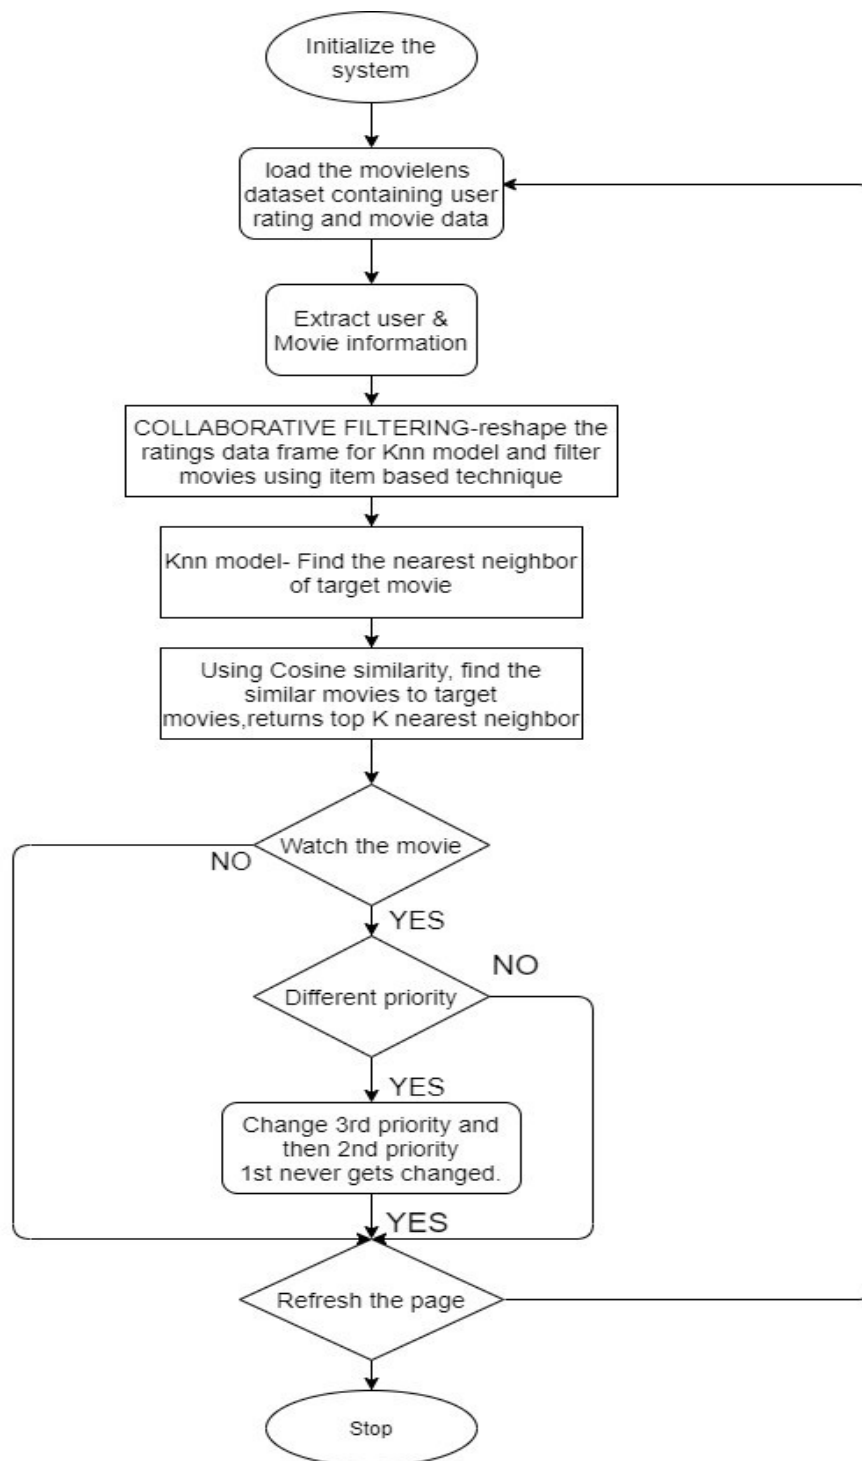 Initialize the
system
load the movielens
dataset containing user
rating and movie data
Extract user &
Movie information
COLLABORATIVE FILTERING-reshape the
ratings data frame for Knn model and filter
movies using item based technique
Knn model- Find the nearest neighbor
of target movie
Using Cosine similarity, find the
similar movies to target
movies,returns top K nearest neighbor
Watch the movie
NO
YES
Different priority
NO
YES
Change 3rd priority and
then 2nd priority
1st never gets changed.
YES
Refresh the page
Stop